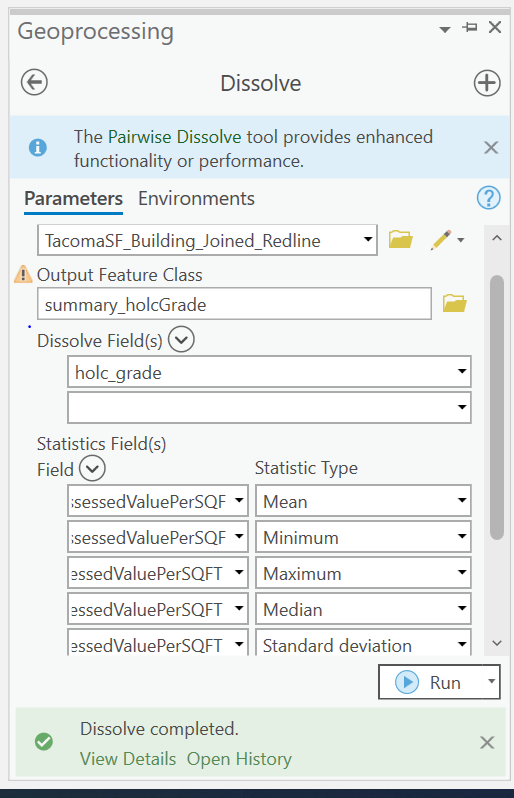 Geoprocessing
Dissolve
The Pairwise Dissolve tool provides enhanced
functionality or performance.
Parameters Environments
TacomaSF_Building_Joined_Redline
Output Feature Class
summary_holcGrade
Dissolve Field(s)
holc_grade
Statistics Field(s)
Field Statistic Type
ssessedValuePerSQF Mean
ssessedValuePerSQF Minimum
essedValuePerSQFT Maximum
essedValuePerSQFT Median
essedValuePerSQFT Standard deviation
Run
Dissolve completed.
View Details Open History